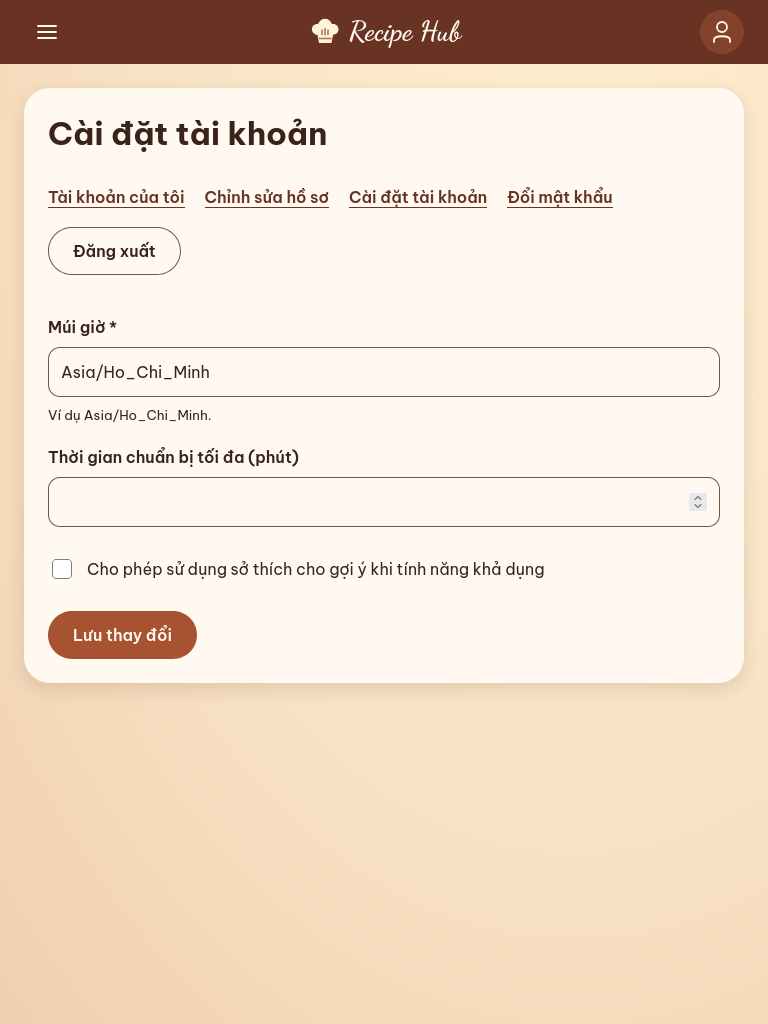 Recipe Hub
Cài đặt tài khoản
Tài khoản của tôi Chỉnh sửa hồ sơ Cài đặt tài khoản Đổi mật khẩu
Đăng xuất
Múi giờ *
Asia/Ho_Chi_Minh
Ví dụ Asia/Ho_Chi_Minh.
Thời gian chuẩn bị tối đa (phút)
Cho phép sử dụng sở thích cho gợi ý khi tính năng khả dụng
Lưu thay đổi